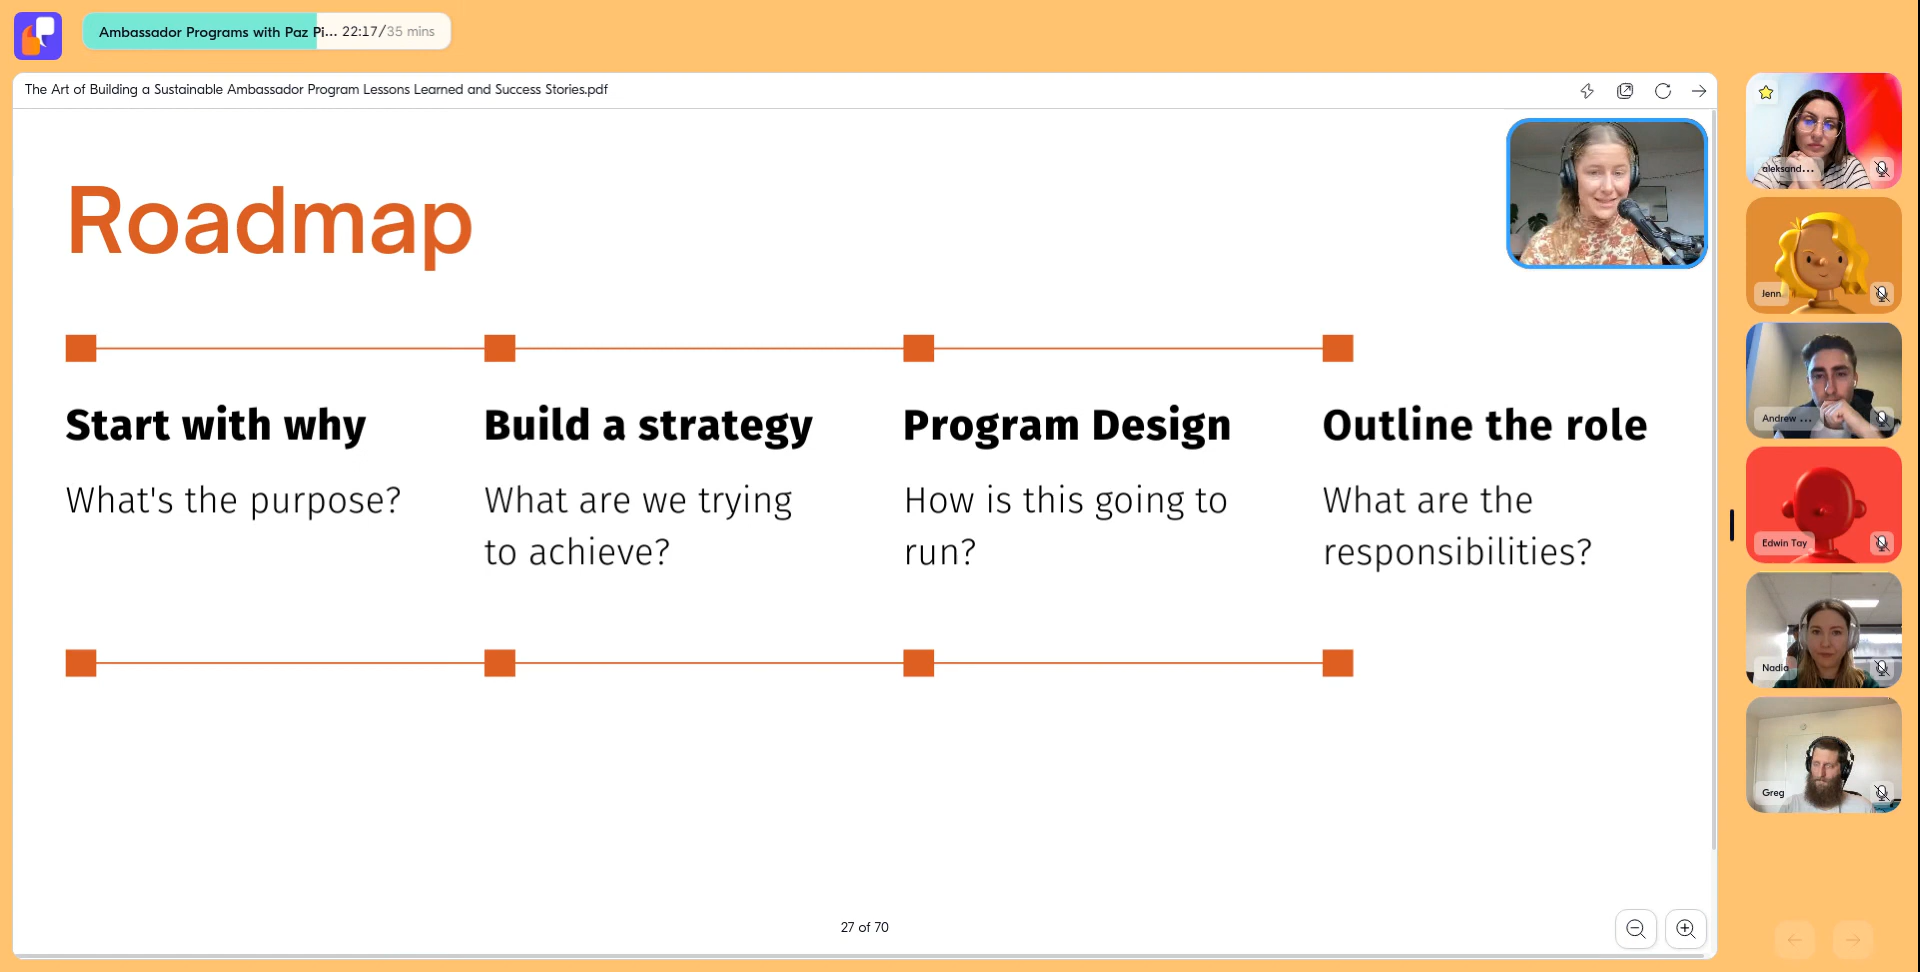 Ambassador Programs with Paz Pi... 22:17/35 mins
The Art of Building a Sustainable Ambassador Program Lessons Learned and Success Stories.pdf
Roadmap
Start with why
What's the purpose?
Build a strategy
What are we trying
to achieve?
Program Design
How is this going to
run?
Outline the role
What are the
responsibilities?
27 of 70
aleksand...
Jenn
Andrew ...
Edwin Tay
Nadia
Greg